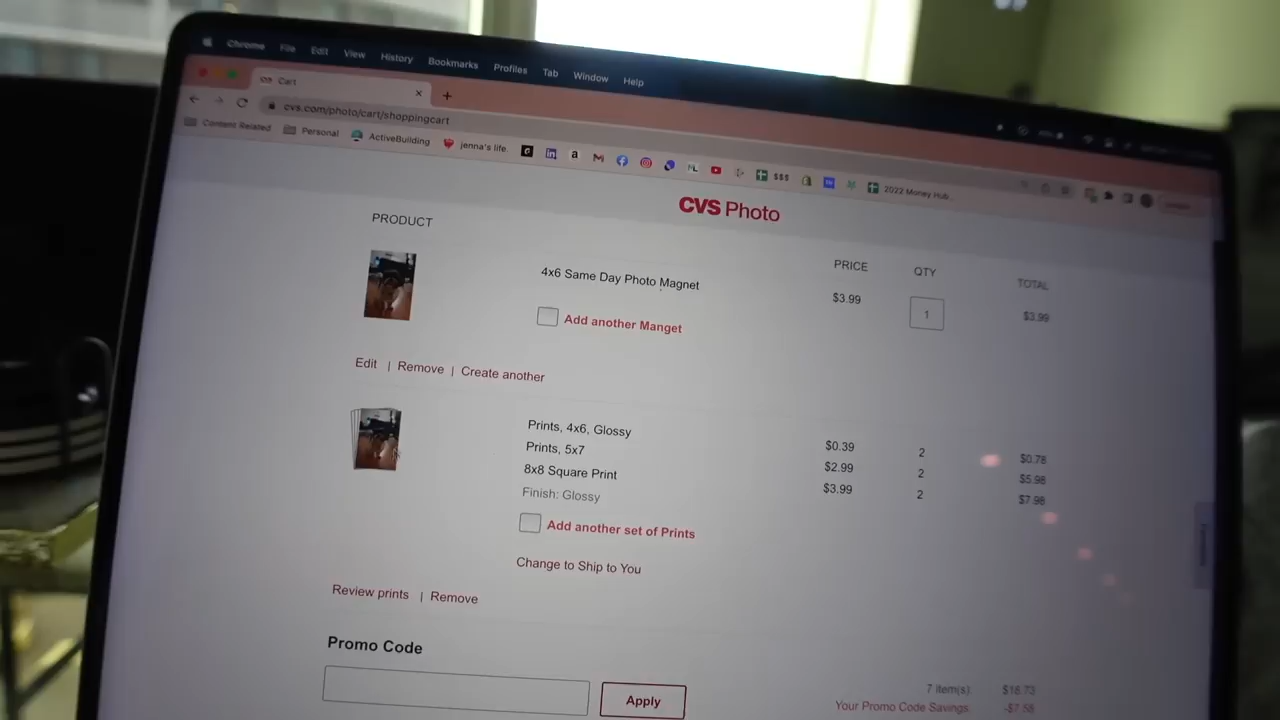 Chrome File Edit View History Bookmarks Profiles Tab Window Help
Cart
cvs.com/photo/cart/shoppingcart
Content Related Personal ActiveBuilding jenna's life. $$$ 2022 Money Hub...
CVS Photo
PRODUCT PRICE QTY TOTAL
4x6 Same Day Photo Magnet $3.99 1 $3.99
Add another Manget
Edit | Remove | Create another
Prints, 4x6, Glossy $0.39 2 $0.78
Prints, 5x7 $2.99 2 $5.98
8x8 Square Print $3.99 2 $7.98
Finish: Glossy
Add another set of Prints
Change to Ship to You
Review prints | Remove
Promo Code
Apply
7 item(s): $18.73
Your Promo Code Savings -$7.58